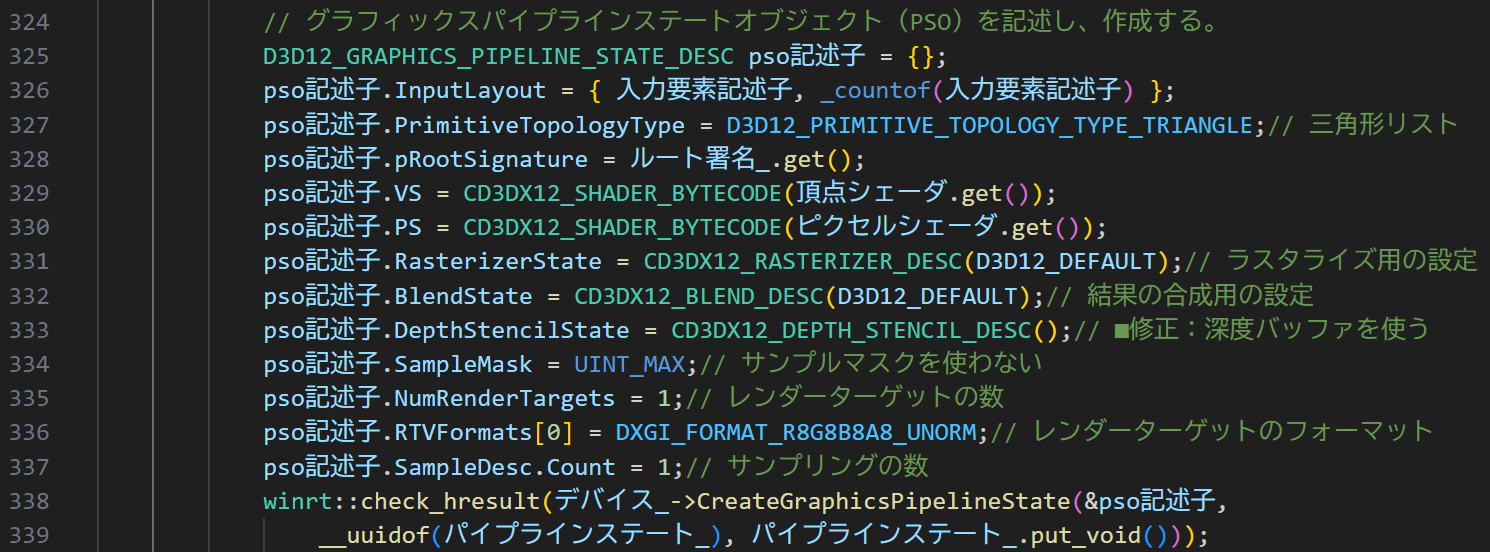 324 // グラフィックスパイプラインステートオブジェクト（PSO）を記述し、作成する。
325 D3D12_GRAPHICS_PIPELINE_STATE_DESC pso記述子 = {};
326 pso記述子.InputLayout = { 入力要素記述子, _countof(入力要素記述子) };
327 pso記述子.PrimitiveTopologyType = D3D12_PRIMITIVE_TOPOLOGY_TYPE_TRIANGLE;// 三角形リスト
328 pso記述子.pRootSignature = ルート署名_.get();
329 pso記述子.VS = CD3DX12_SHADER_BYTECODE(頂点シェーダ.get());
330 pso記述子.PS = CD3DX12_SHADER_BYTECODE(ピクセルシェーダ.get());
331 pso記述子.RasterizerState = CD3DX12_RASTERIZER_DESC(D3D12_DEFAULT);// ラスタライズ用の設定
332 pso記述子.BlendState = CD3DX12_BLEND_DESC(D3D12_DEFAULT);// 結果の合成用の設定
333 pso記述子.DepthStencilState = CD3DX12_DEPTH_STENCIL_DESC();// ■修正：深度バッファを使う
334 pso記述子.SampleMask = UINT_MAX;// サンプルマスクを使わない
335 pso記述子.NumRenderTargets = 1;// レンダーターゲットの数
336 pso記述子.RTVFormats[0] = DXGI_FORMAT_R8G8B8A8_UNORM;// レンダーターゲットのフォーマット
337 pso記述子.SampleDesc.Count = 1;// サンプリングの数
338 winrt::check_hresult(デバイス_->CreateGraphicsPipelineState(&pso記述子,
339 __uuidof(パイプラインステート_), パイプラインステート_.put_void()));